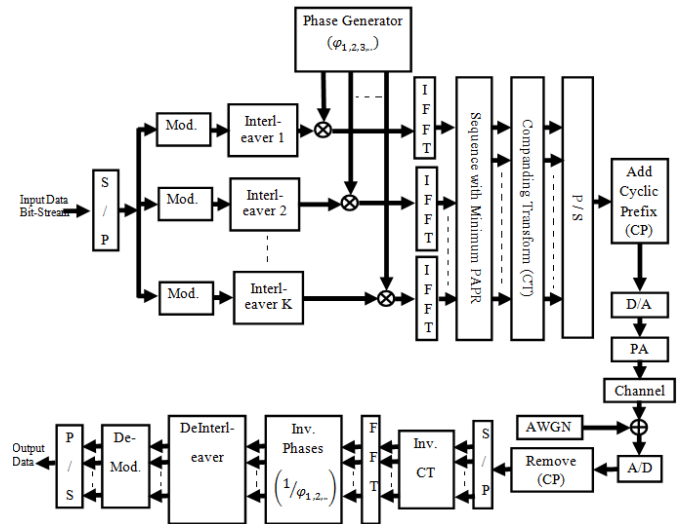 Phase Generator
(φ1,2,3,..)
Mod.
Interl-
eaver 1
I
F
F
T
Sequence with Minimum PAPR
Companding Transform (CT)
P / S
Input Data
Bit-Stream
S
/
P
Mod.
Interl-
eaver 2
I
F
F
T
Add
Cyclic
Prefix
(CP)
Mod.
Interl-
eaver K
I
F
F
T
D/A
PA
Channel
AWGN
A/D
Remove
(CP)
S
/
P
Inv.
CT
F
F
T
Inv.
Phases
(1/φ1,2,..)
DeInterl-
eaver
De-
Mod.
P
/
S
Output
Data